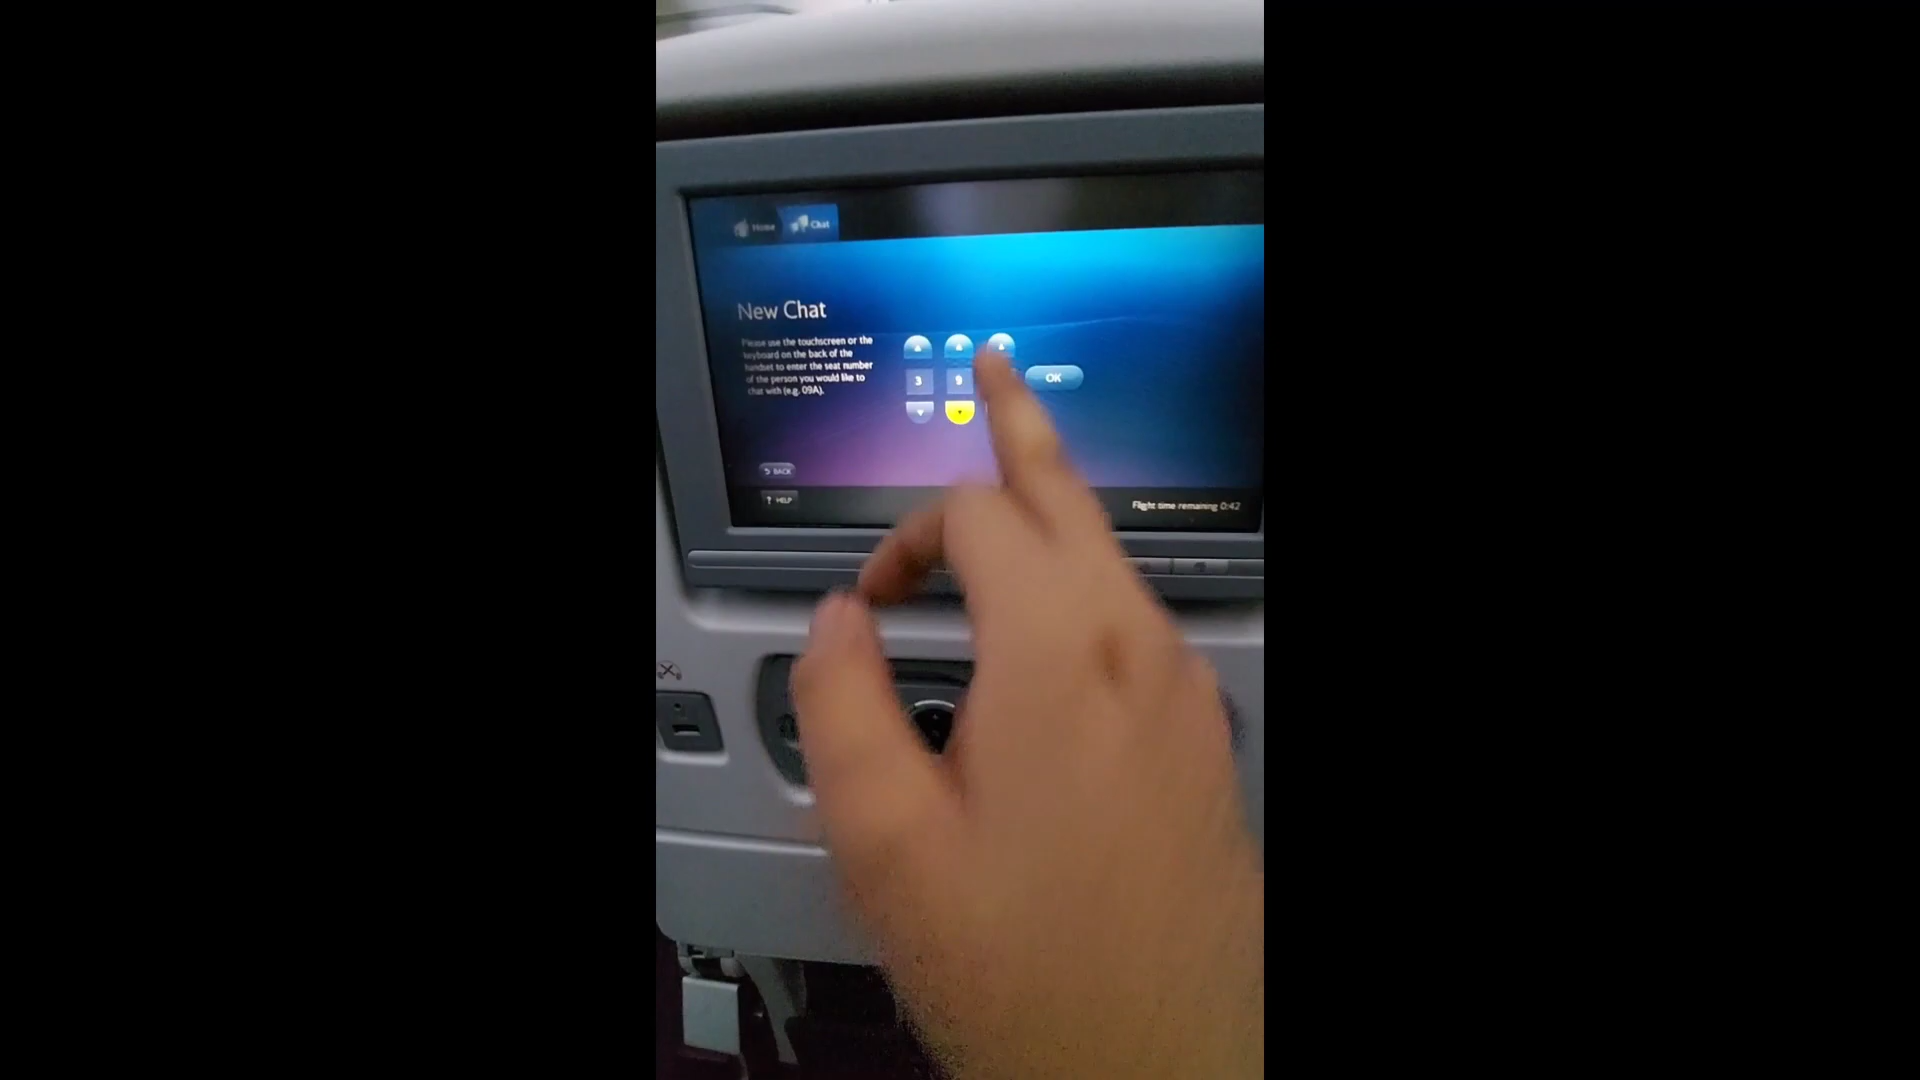 Home
Chat
New Chat
Please use the touchscreen or the
keyboard on the back of the
handset to enter the seat number
of the person you would like to
chat with (e.g. 09A).
3 9
OK
BACK
? HELP
Flight time remaining 0:42